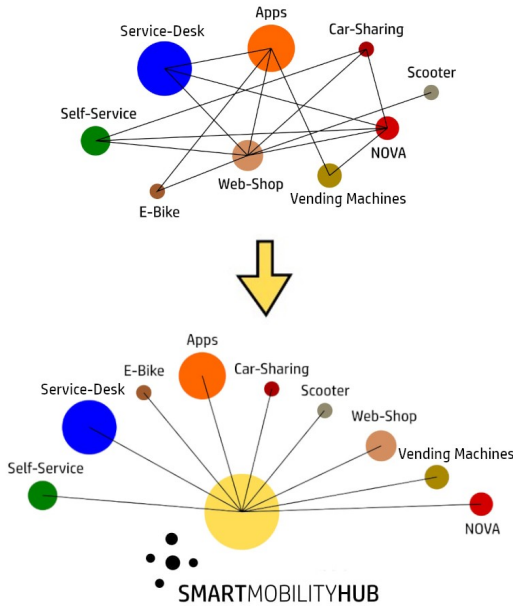 Apps
Service-Desk
Car-Sharing
Scooter
Self-Service
NOVA
Web-Shop
Vending Machines
E-Bike
Apps
E-Bike
Car-Sharing
Service-Desk
Scooter
Web-Shop
Vending Machines
Self-Service
NOVA
SMARTMOBILITYHUB